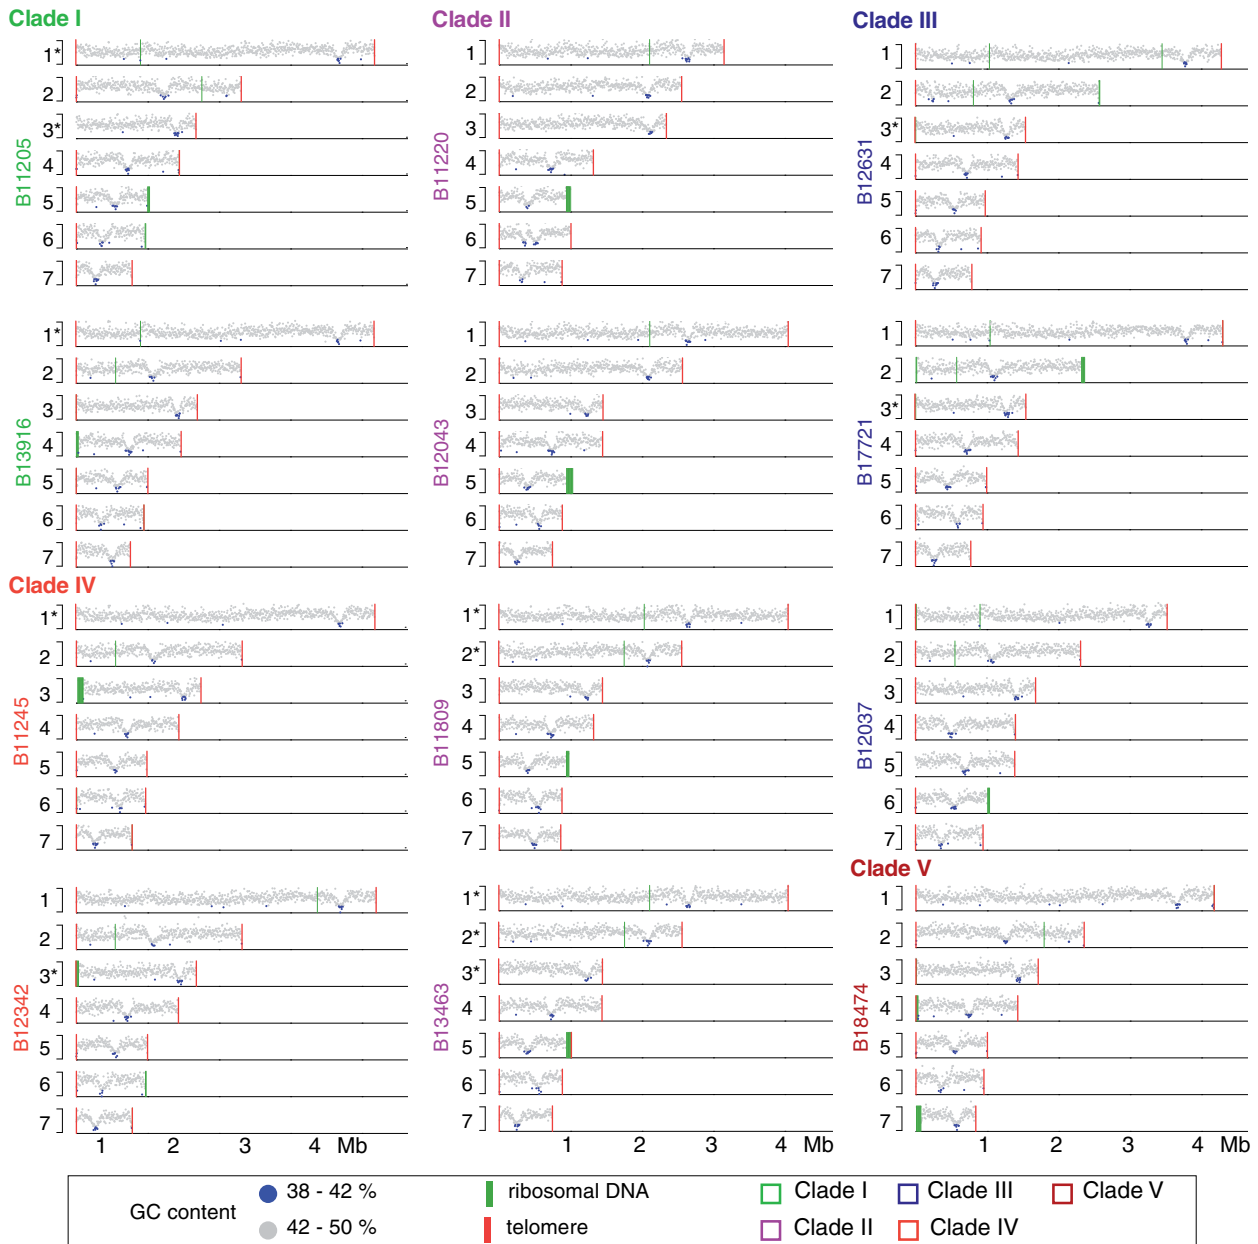 Clade I
B11205
1*
2
3*
4
5
6
7
B13916
1*
2
3
4
5
6
7
Clade IV
B11245
1*
2
3
4
5
6
7
B12342
1
2
3*
4
5
6
7
1 2 3 4 Mb
Clade II
B11220
1
2
3
4
5
6
7
B12043
1
2
3
4
5
6
7
B11809
1*
2*
3
4
5
6
7
B13463
1*
2*
3*
4
5
6
7
1 2 3 4 Mb
Clade III
B12631
1
2
3*
4
5
6
7
B17721
1
2
3*
4
5
6
7
B12037
1
2
3
4
5
6
7
Clade V
B18474
1
2
3
4
5
6
7
1 2 3 4 Mb
GC content
38 - 42 %
42 - 50 %
ribosomal DNA
telomere
Clade I
Clade II
Clade III
Clade IV
Clade V